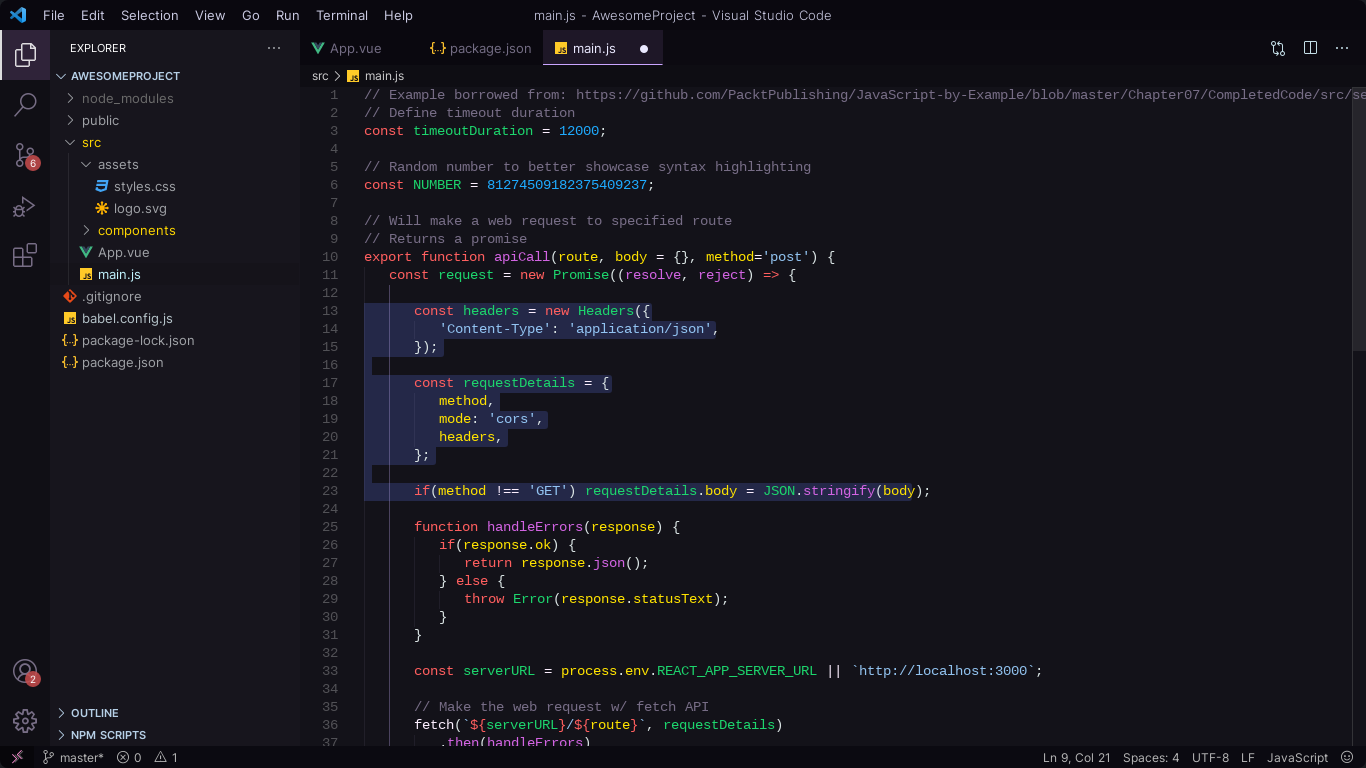 File Edit Selection View Go Run Terminal Help
main.js - AwesomeProject - Visual Studio Code
EXPLORER
AWESOMEPROJECT
node_modules
public
src
assets
styles.css
logo.svg
components
App.vue
main.js
.gitignore
babel.config.js
package-lock.json
package.json
OUTLINE
NPM SCRIPTS
6
2
App.vue
package.json
main.js
src > main.js
1 // Example borrowed from: https://github.com/PacktPublishing/JavaScript-by-Example/blob/master/Chapter07/CompletedCode/src/se
2 // Define timeout duration
3 const timeoutDuration = 12000;
4
5 // Random number to better showcase syntax highlighting
6 const NUMBER = 81274509182375409237;
7
8 // Will make a web request to specified route
9 // Returns a promise
10 export function apiCall(route, body = {}, method='post') {
11 const request = new Promise((resolve, reject) => {
12
13 const headers = new Headers({
14 'Content-Type': 'application/json',
15 });
16
17 const requestDetails = {
18 method,
19 mode: 'cors',
20 headers,
21 };
22
23 if(method !== 'GET') requestDetails.body = JSON.stringify(body);
24
25 function handleErrors(response) {
26 if(response.ok) {
27 return response.json();
28 } else {
29 throw Error(response.statusText);
30 }
31 }
32
33 const serverURL = process.env.REACT_APP_SERVER_URL || `http://localhost:3000`;
34
35 // Make the web request w/ fetch API
36 fetch(`${serverURL}/${route}`, requestDetails)
37 .then(handleErrors)
master* 0 1
Ln 9, Col 21 Spaces: 4 UTF-8 LF JavaScript